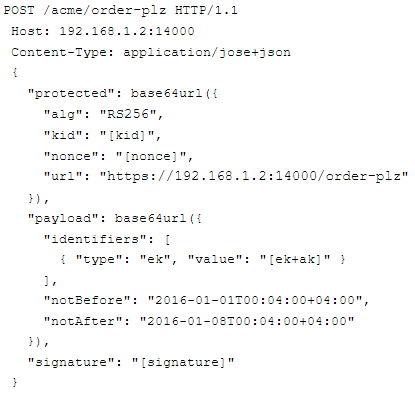 POST /acme/order-plz HTTP/1.1
Host: 192.168.1.2:14000
Content-Type: application/jose+json
{
"protected": base64url({
"alg": "RS256",
"kid": "[kid]",
"nonce": "[nonce]",
"url": "https://192.168.1.2:14000/order-plz"
}),
"payload": base64url({
"identifiers": [
{ "type": "ek", "value": "[ek+ak]" }
],
"notBefore": "2016-01-01T00:04:00+04:00",
"notAfter": "2016-01-08T00:04:00+04:00"
}),
"signature": "[signature]"
}